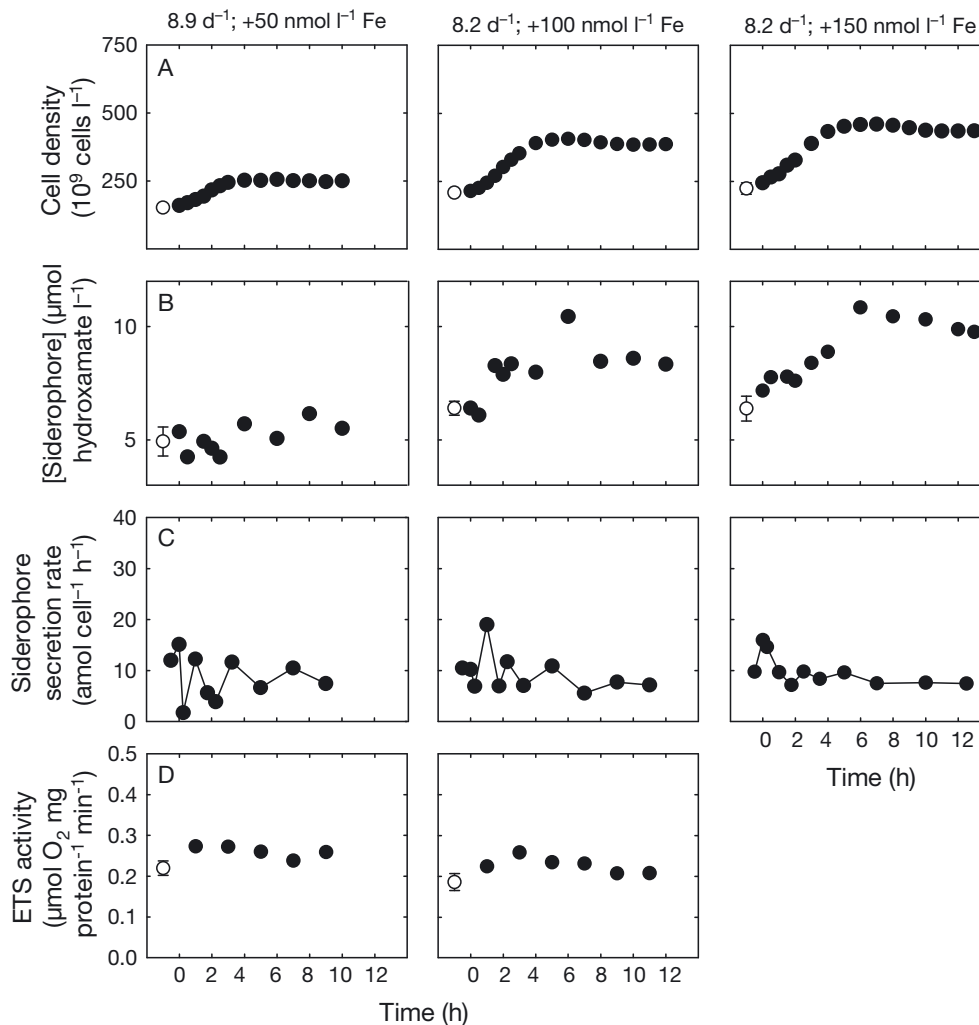 8.9 d⁻¹; +50 nmol l⁻¹ Fe
8.2 d⁻¹; +100 nmol l⁻¹ Fe
8.2 d⁻¹; +150 nmol l⁻¹ Fe
Cell density
(10⁹ cells l⁻¹)
750
500
250
A
[Siderophore] (µmol
hydroxamate l⁻¹)
10
5
B
Siderophore
secretion rate
(amol cell⁻¹ h⁻¹)
40
30
20
10
0
C
0 2 4 6 8 10 12
Time (h)
ETS activity
(µmol O₂ mg
protein⁻¹ min⁻¹)
0.5
0.4
0.3
0.2
0.1
0.0
D
0 2 4 6 8 10 12
0 2 4 6 8 10 12
Time (h)